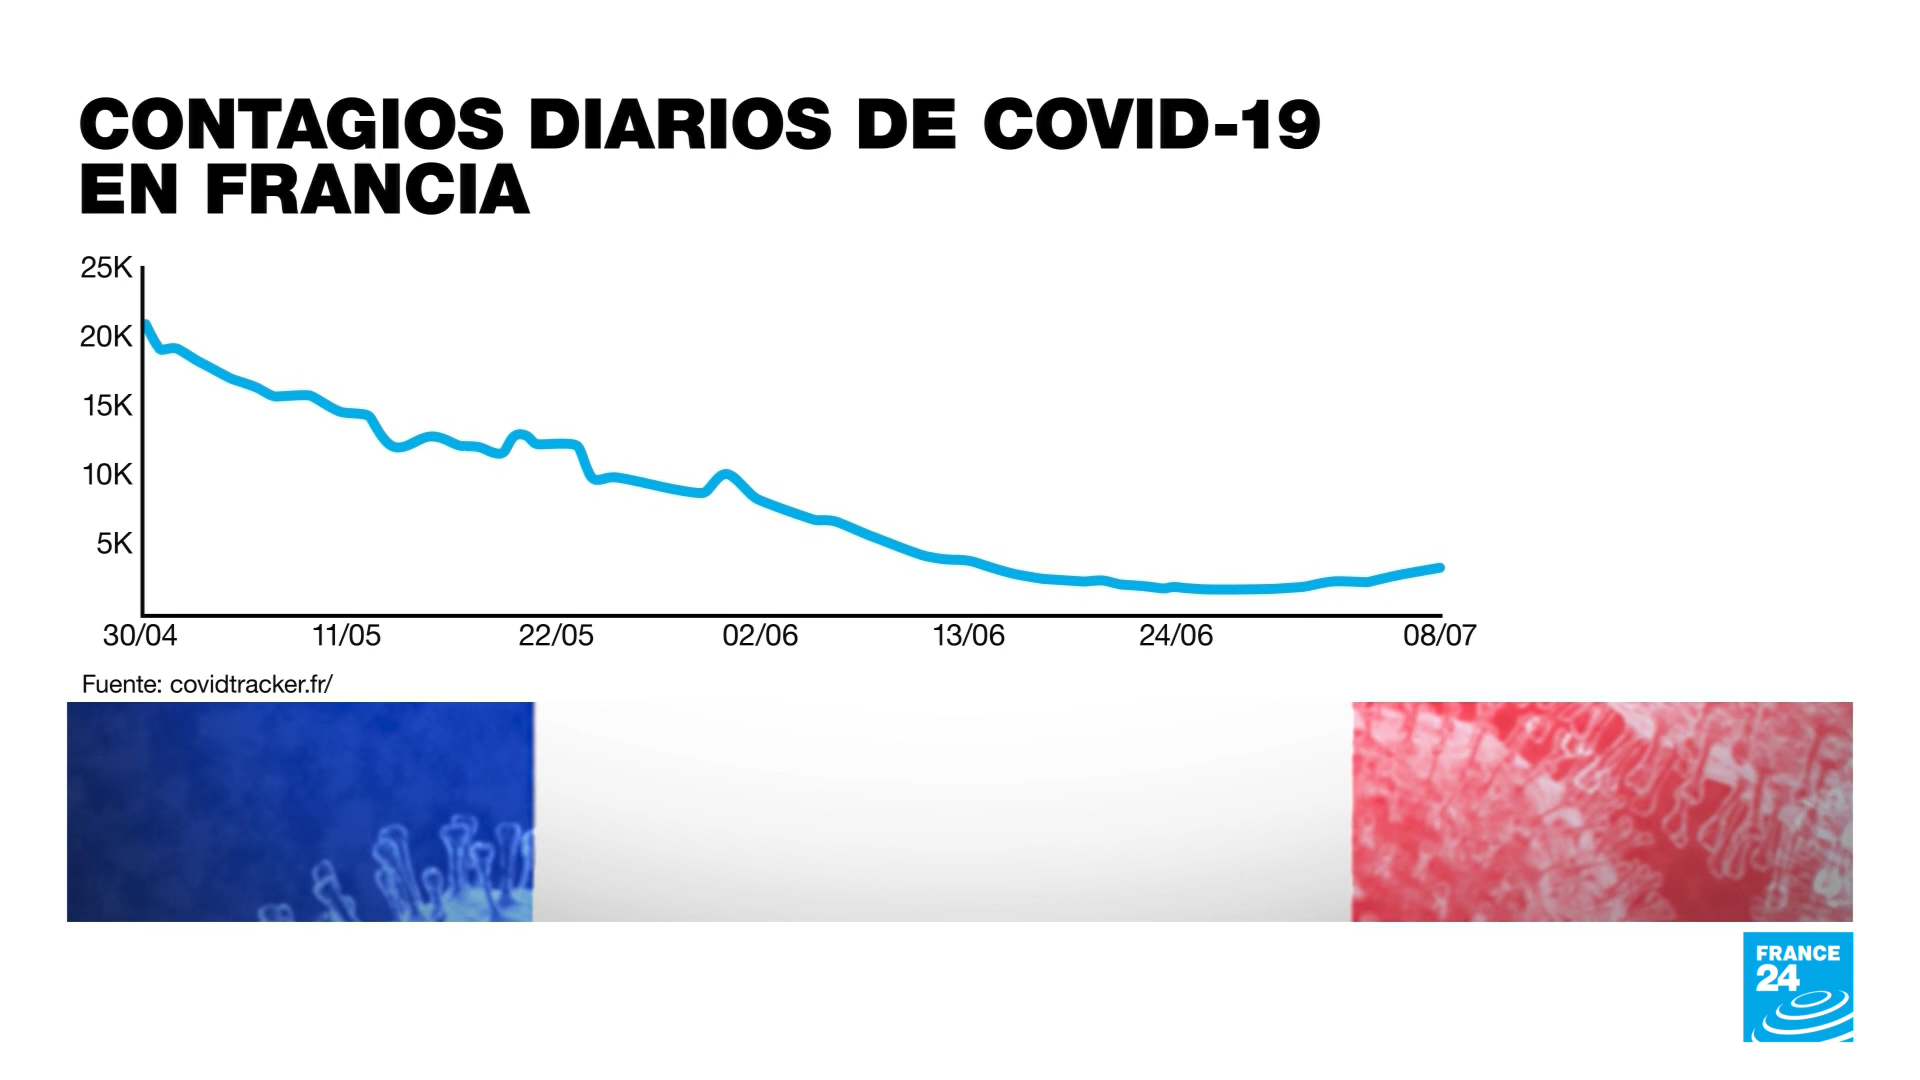 CONTAGIOS DIARIOS DE COVID-19
EN FRANCIA
25K
20K
15K
10K
5K
30/04 11/05 22/05 02/06 13/06 24/06 08/07
Fuente: covidtracker.fr/
FRANCE
24